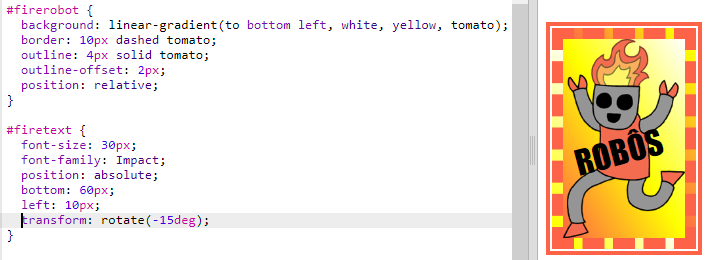 #firerobot {
  background: linear-gradient(to bottom left, white, yellow, tomato);
  border: 10px dashed tomato;
  outline: 4px solid tomato;
  outline-offset: 2px;
  position: relative;
}

#firetext {
  font-size: 30px;
  font-family: Impact;
  position: absolute;
  bottom: 60px;
  left: 10px;
  transform: rotate(-15deg);
}
ROBÔS